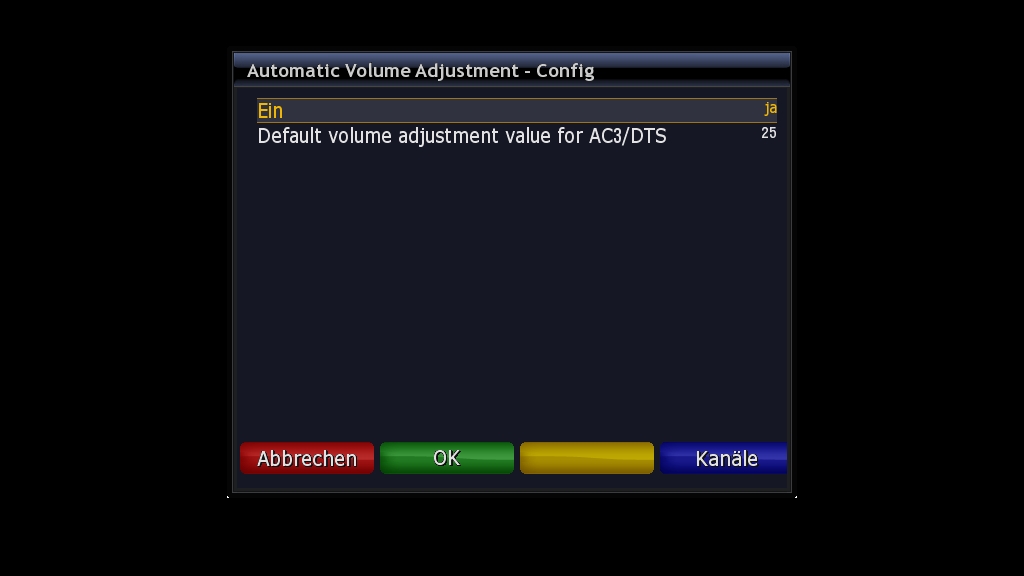 Automatic Volume Adjustment - Config
Ein ja
Default volume adjustment value for AC3/DTS 25
Abbrechen OK Kanäle